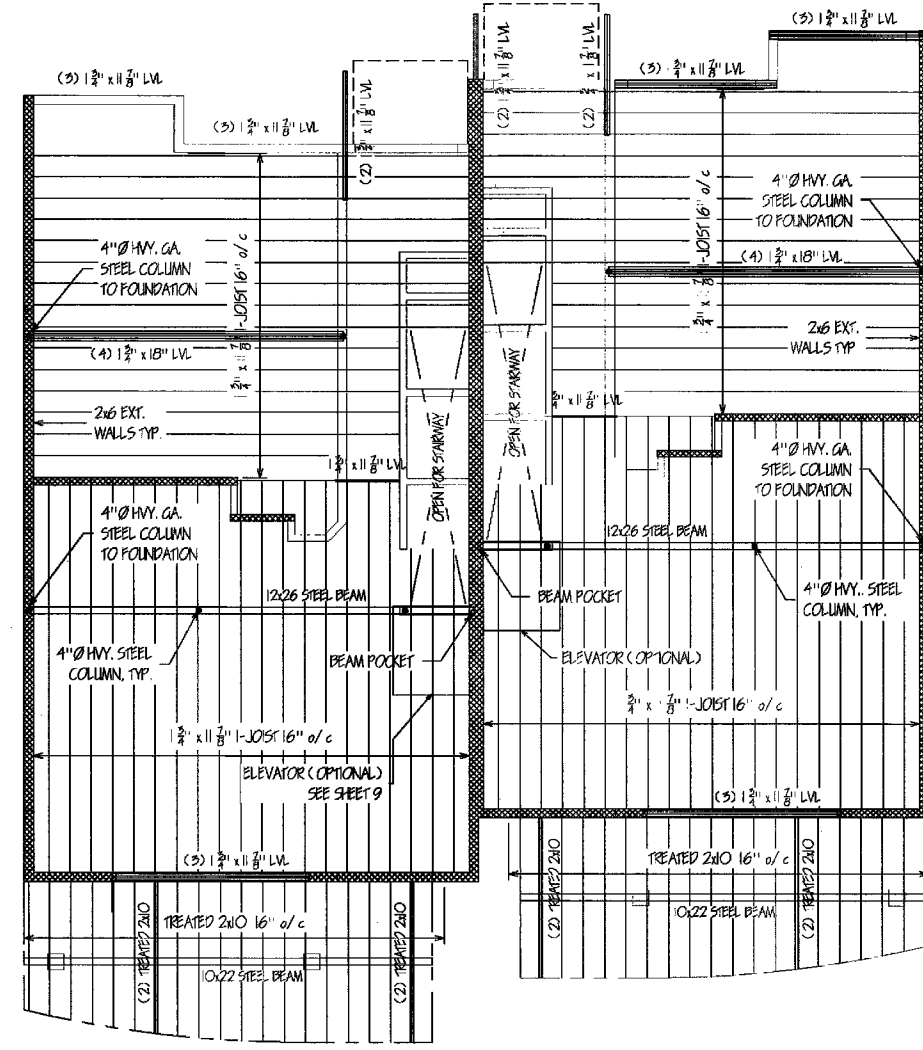 (3) 1 3/4" x 11 7/8" LVL
(3) 1 3/4" x 11 7/8" LVL
(2) 1 3/4" x 11 7/8" LVL
4"Ø HVY. GA.
STEEL COLUMN
TO FOUNDATION
1 3/4" x 11 7/8" I-JOIST 16" o/c
(4) 1 3/4" x 18" LVL
2x6 EXT.
WALLS TYP.
1 3/4" x 11 7/8" LVL
OPEN FOR STAIRWAY
4"Ø HVY. GA.
STEEL COLUMN
TO FOUNDATION
12x26 STEEL BEAM
4"Ø HVY. STEEL
COLUMN, TYP.
BEAM POCKET
1 3/4" x 11 7/8" I-JOIST 16" o/c
ELEVATOR (OPTIONAL)
SEE SHEET 9
(3) 1 3/4" x 11 7/8" LVL
TREATED 2x10 16" o/c
(2) TREATED 2x10
(2) TREATED 2x10
10x22 STEEL BEAM
(2) 1 3/4" x 11 7/8" LVL
(2) 1 3/4" x 11 7/8" LVL
(3) 1 3/4" x 11 7/8" LVL
(3) 3/4" x 11 7/8" LVL
4"Ø HVY. GA.
STEEL COLUMN
TO FOUNDATION
3/4" x 7/8" I-JOIST 16" o/c
(4) 1 3/4" x 18" LVL
2x6 EXT.
WALLS TYP
3/4" x 11 7/8" LVL
OPEN FOR STAIRWAY
4"Ø HVY. GA.
STEEL COLUMN
TO FOUNDATION
12x26 STEEL BEAM
BEAM POCKET
4"Ø HVY.. STEEL
COLUMN, TYP.
ELEVATOR (OPTIONAL)
3/4" x 7/8" I-JOIST 16" o/c
(3) 1 3/4" x 11 7/8" LVL
TREATED 2x10 16" o/c
(2) TREATED 2x10
(2) TREATED 2x10
10x22 STEEL BEAM